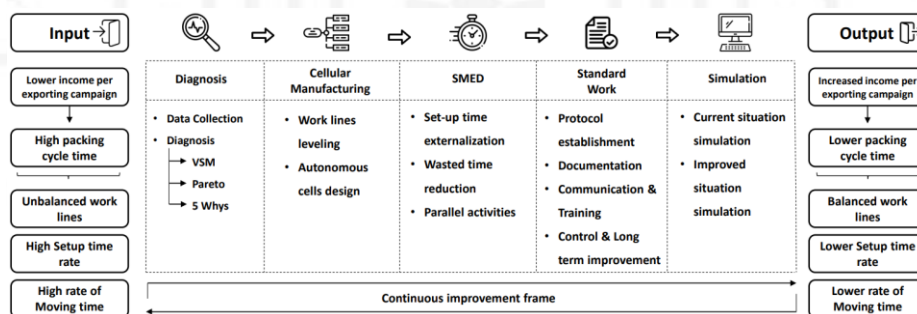 Input
Lower income per
exporting campaign
High packing
cycle time
Unbalanced work
lines
High Setup time
rate
High rate of
Moving time
Diagnosis
• Data Collection
• Diagnosis
VSM
Pareto
5 Whys
Cellular
Manufacturing
• Work lines
leveling
• Autonomous
cells design
SMED
• Set-up time
externalization
• Wasted time
reduction
• Parallel activities
Standard
Work
• Protocol
establishment
• Documentation
• Communication &
Training
• Control & Long
term improvement
Simulation
• Current situation
simulation
• Improved
situation
simulation
Continuous improvement frame
Output
Increased income per
exporting campaign
Lower packing
cycle time
Balanced work
lines
Lower Setup time
rate
Lower rate of
Moving time